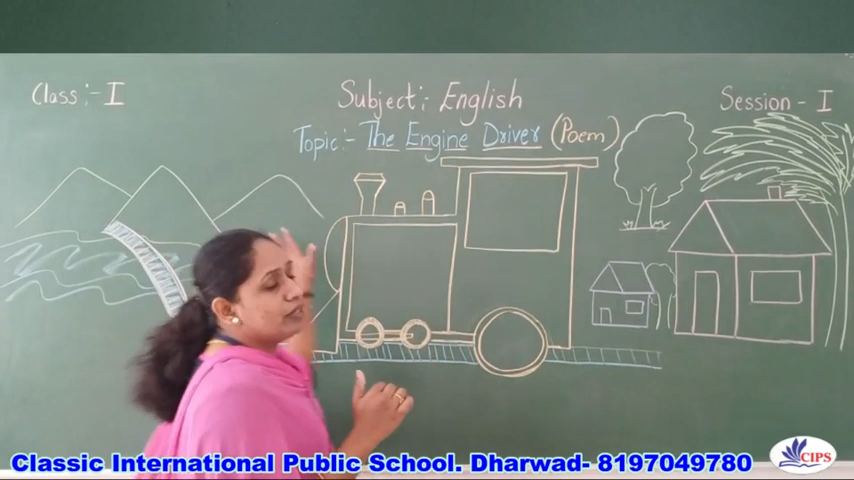 Class :- I
Subject : English
Session - I
Topic :- The Engine Driver (Poem)
Classic International Public School. Dharwad- 8197049780
CIPS